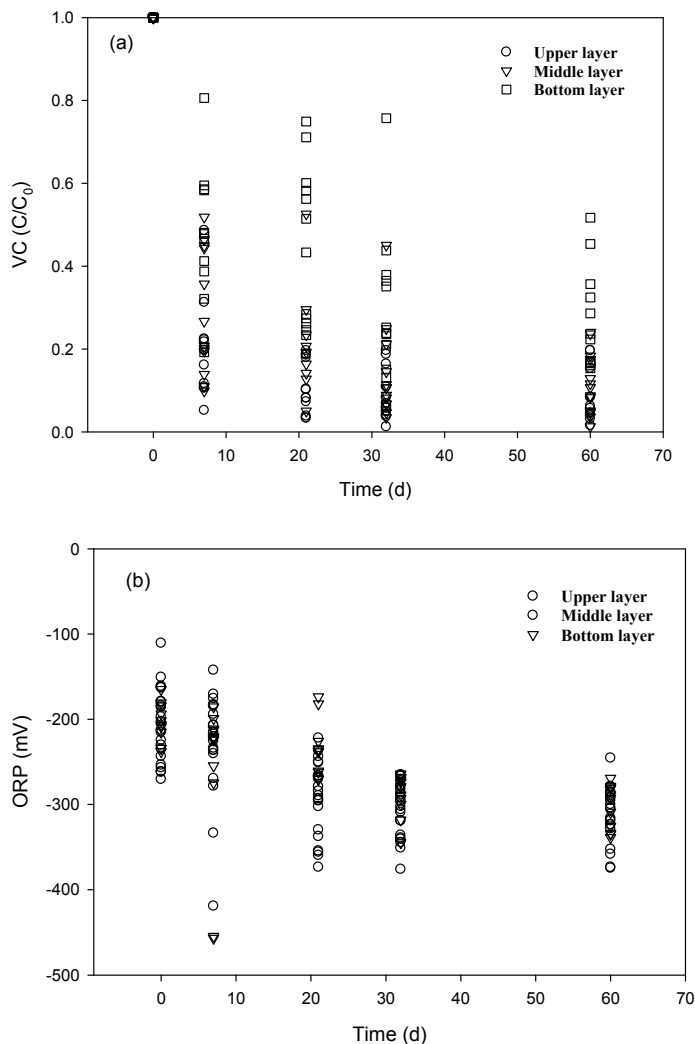 (a)
Upper layer
Middle layer
Bottom layer
1.0
0.8
0.6
0.4
0.2
0.0
VC (C/C₀)
0 10 20 30 40 50 60 70
Time (d)
(b)
Upper layer
Middle layer
Bottom layer
0
-100
-200
-300
-400
-500
ORP (mV)
0 10 20 30 40 50 60 70
Time (d)